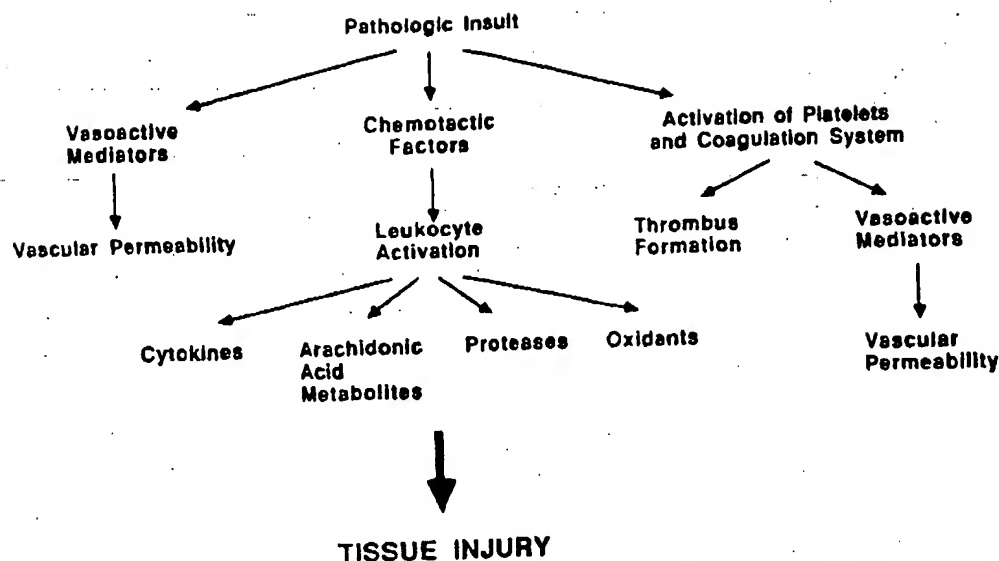 Pathologic Insult
Vasoactive
Mediators
Chemotactic
Factors
Activation of Platelets
and Coagulation System
Vascular Permeability
Leukocyte
Activation
Thrombus
Formation
Vasoactive
Mediators
Cytokines
Arachidonic
Acid
Metabolites
Proteases
Oxidants
Vascular
Permeability
TISSUE INJURY